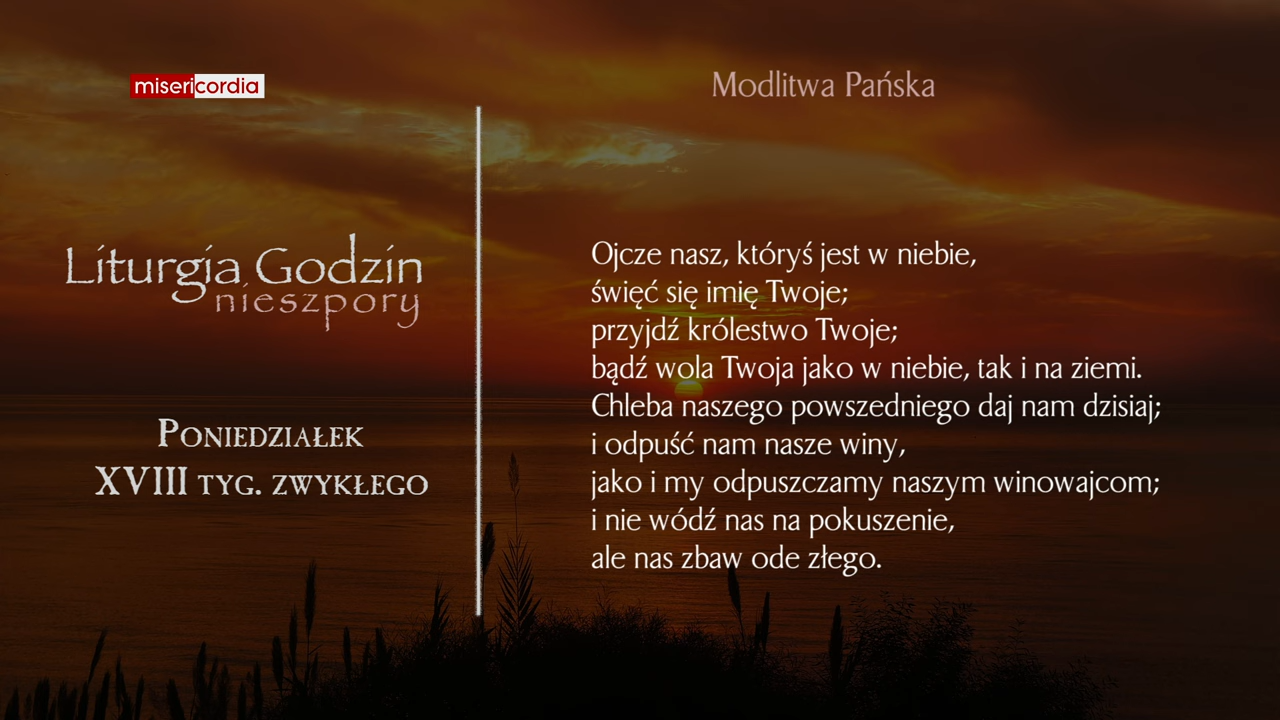 misericordia
Liturgia Godzin
nieszpory
Poniedziałek
XVIII tyg. zwykłego
Modlitwa Pańska
Ojcze nasz, któryś jest w niebie,
święć się imię Twoje;
przyjdź królestwo Twoje;
bądź wola Twoja jako w niebie, tak i na ziemi.
Chleba naszego powszedniego daj nam dzisiaj;
i odpuść nam nasze winy,
jako i my odpuszczamy naszym winowajcom;
i nie wódź nas na pokuszenie,
ale nas zbaw ode złego.